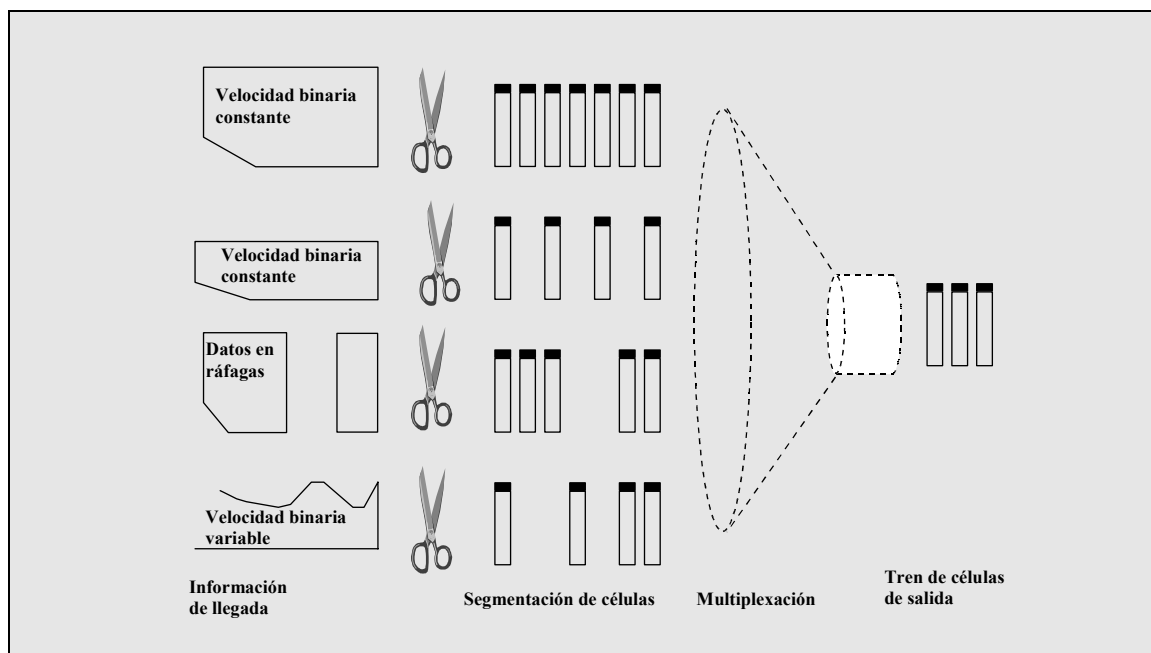 Velocidad binaria
constante
Velocidad binaria
constante
Datos en
ráfagas
Velocidad binaria
variable
Información
de llegada
Segmentación de células
Multiplexación
Tren de células
de salida